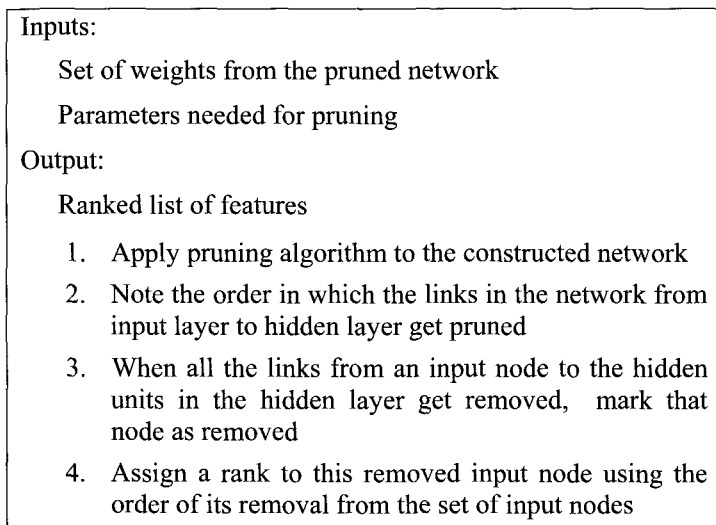 Inputs:
Set of weights from the pruned network
Parameters needed for pruning
Output:
Ranked list of features
1. Apply pruning algorithm to the constructed network
2. Note the order in which the links in the network from
input layer to hidden layer get pruned
3. When all the links from an input node to the hidden
units in the hidden layer get removed, mark that
node as removed
4. Assign a rank to this removed input node using the
order of its removal from the set of input nodes